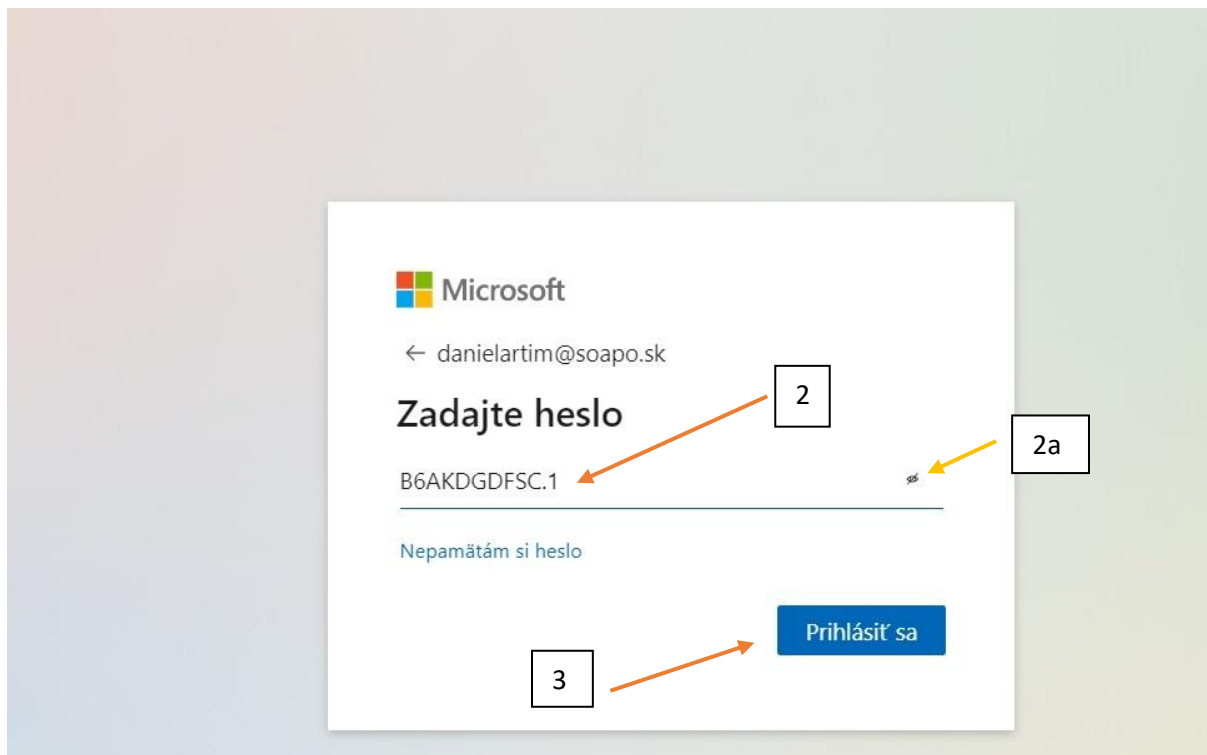 Microsoft
← danielartim@soapo.sk
2
Zadajte heslo
2a
B6AKDGDFSC.1
Nepamätám si heslo
Prihlásiť sa
3